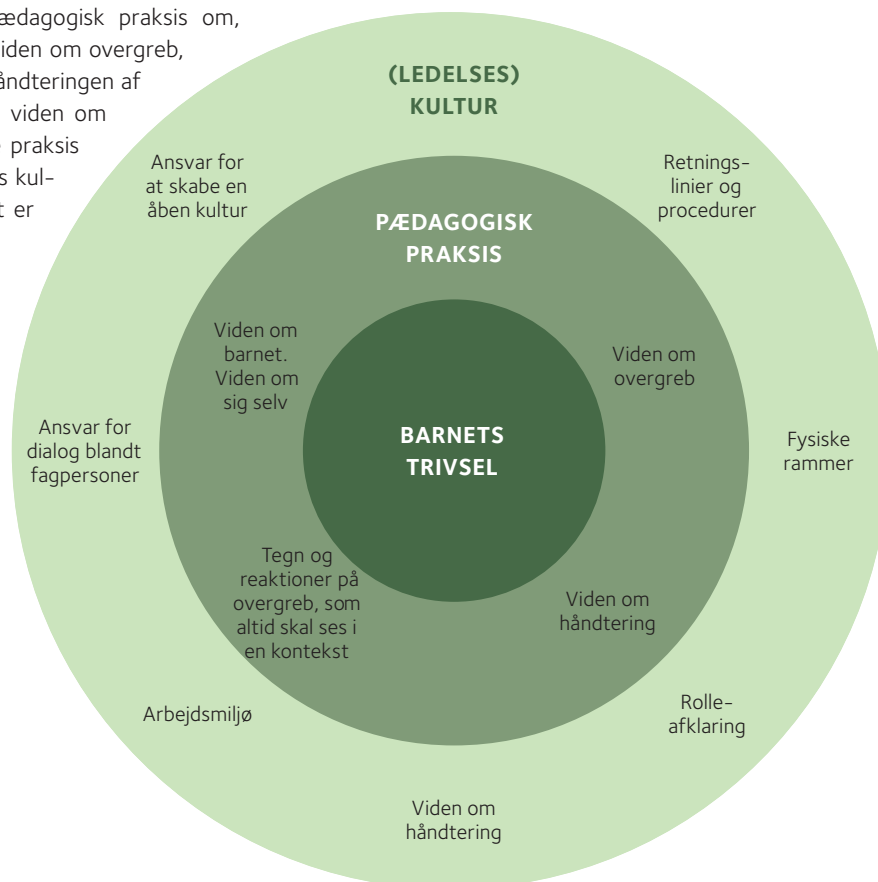 ædagogisk praksis om,
iden om overgreb,
åndteringen af
viden om
praksis
s kul-
t er
(LEDELSES)
KULTUR
Ansvar for
at skabe en
åben kultur
Retnings-
linier og
procedurer
PÆDAGOGISK
PRAKSIS
Viden om
barnet.
Viden om
sig selv
Viden om
overgreb
Ansvar for
dialog blandt
fagpersoner
BARNETS
TRIVSEL
Fysiske
rammer
Tegn og
reaktioner på
overgreb, som
altid skal ses i
en kontekst
Viden om
håndtering
Arbejdsmiljø
Rolle-
afklaring
Viden om
håndtering